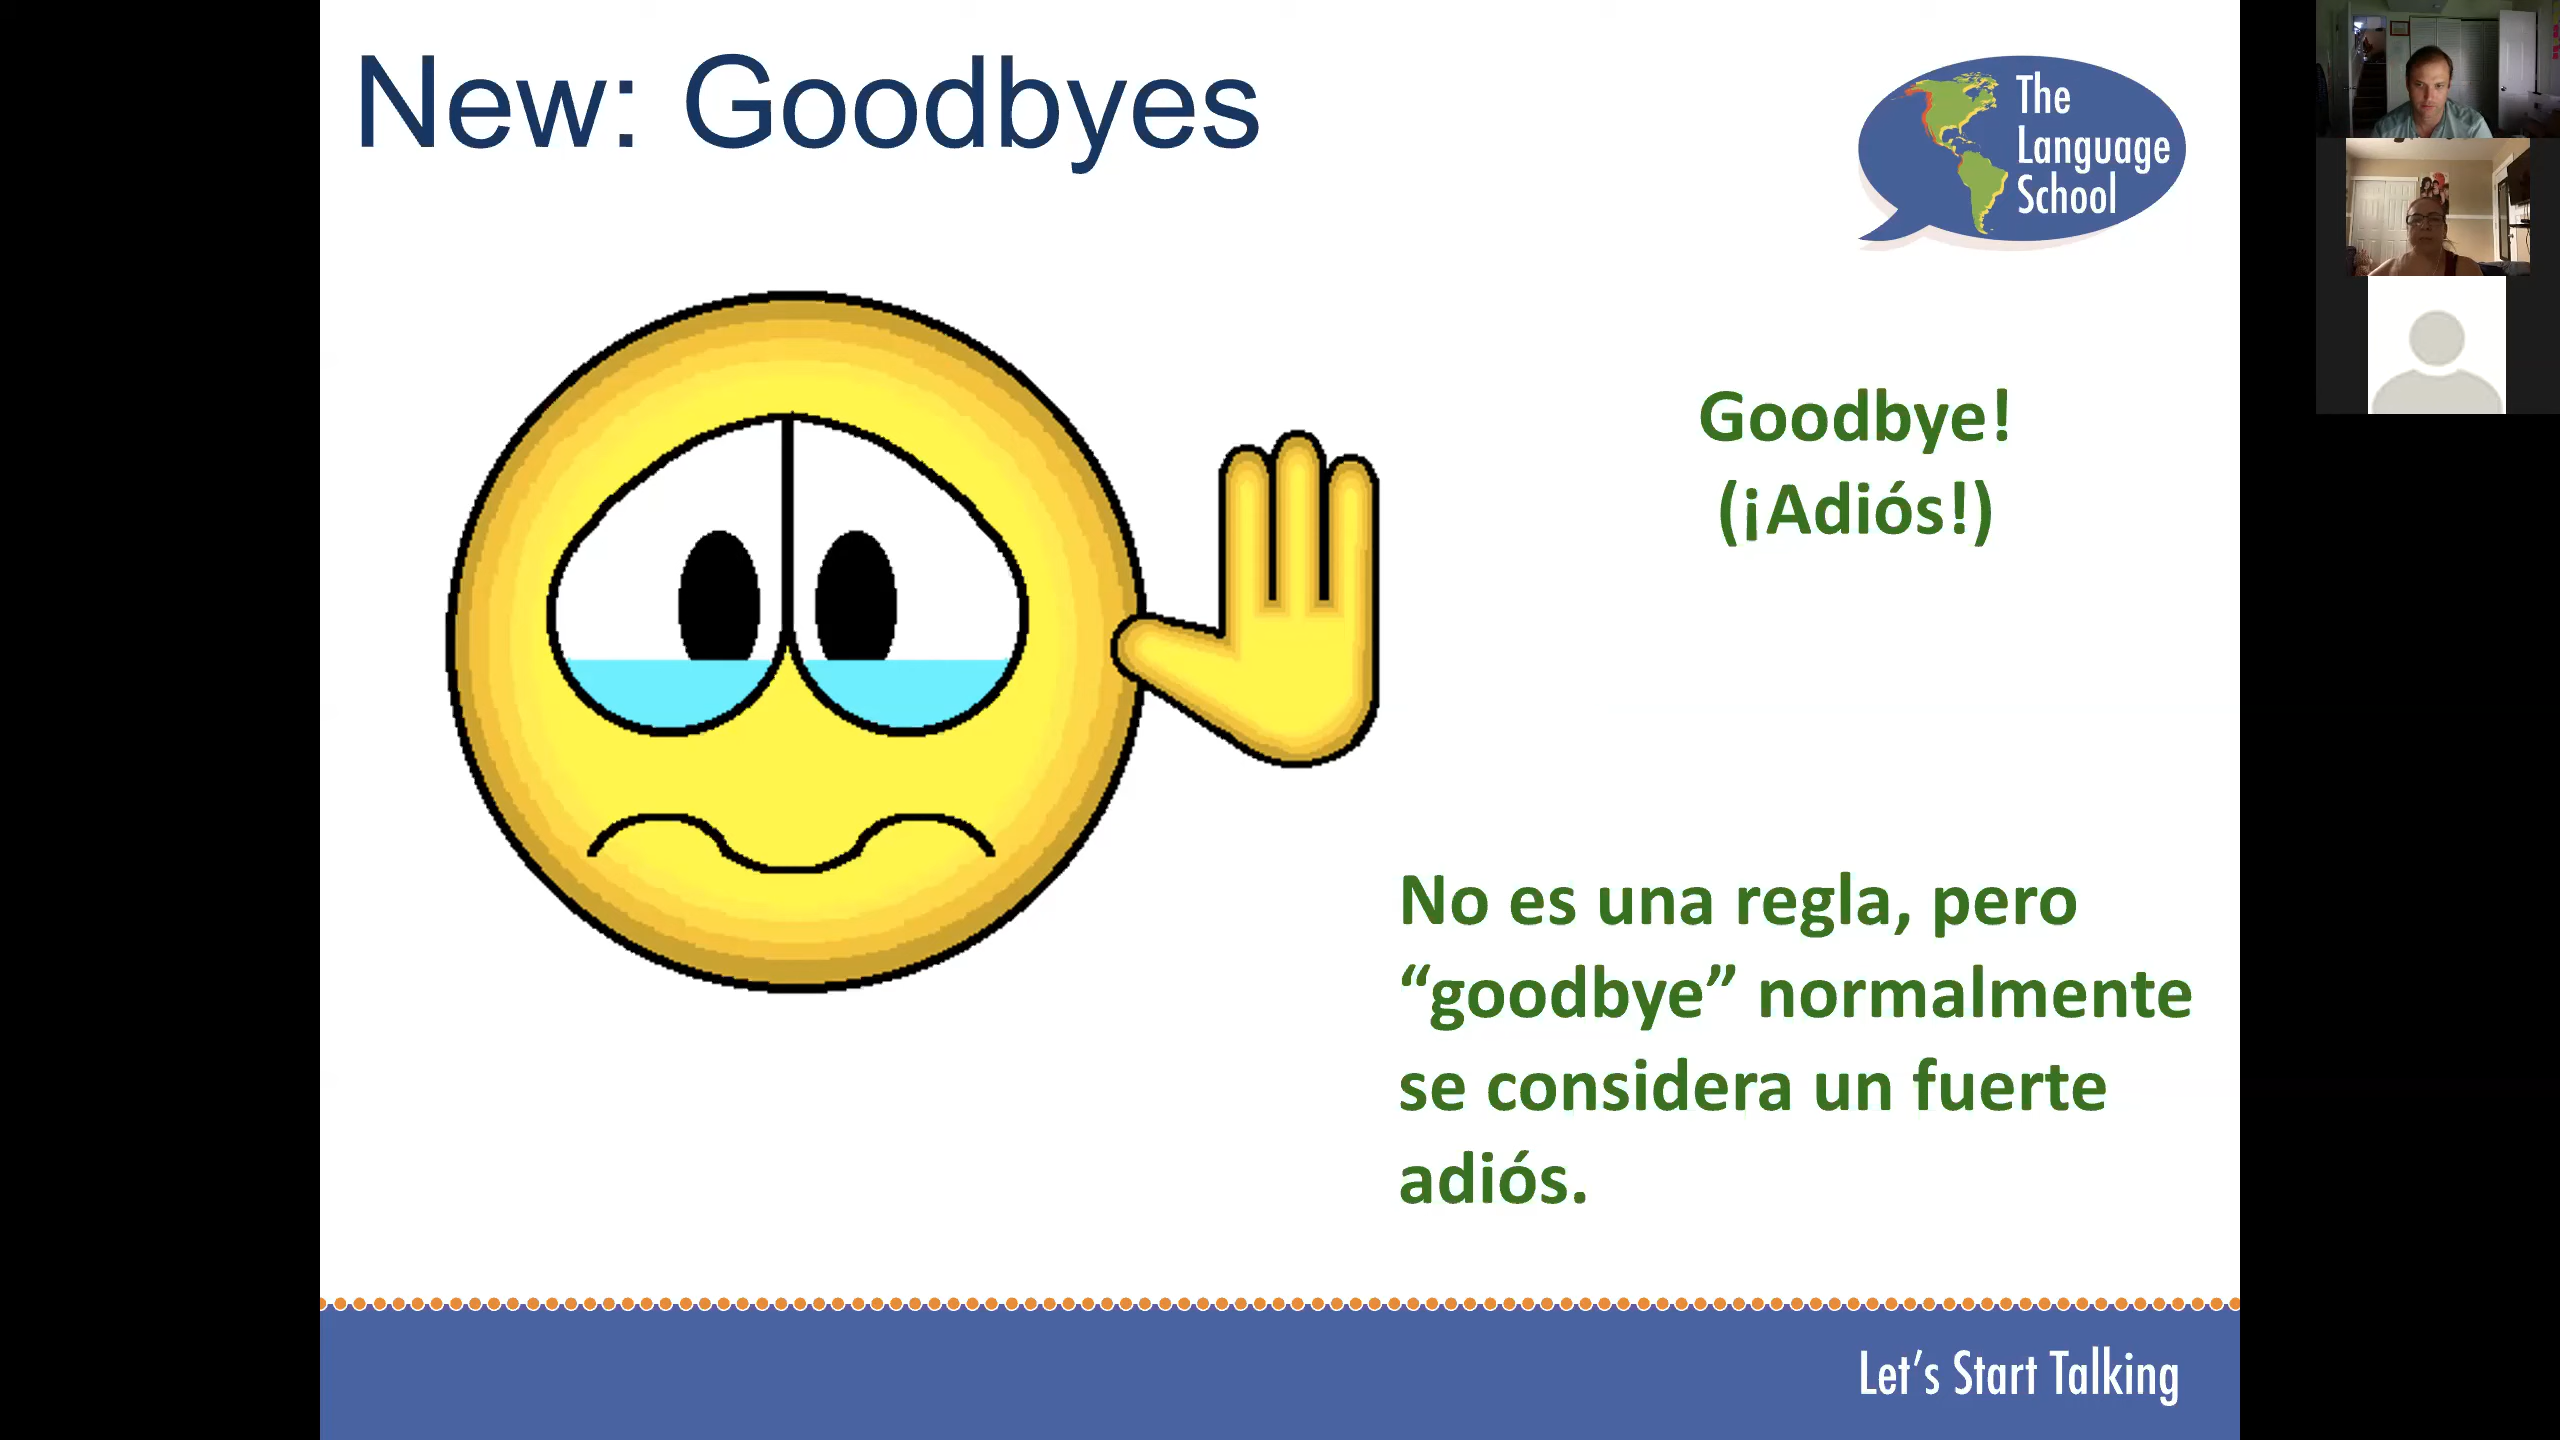 New: Goodbyes
The
Language
School
Goodbye!
(¡Adiós!)
No es una regla, pero
“goodbye” normalmente
se considera un fuerte
adiós.
Let’s Start Talking